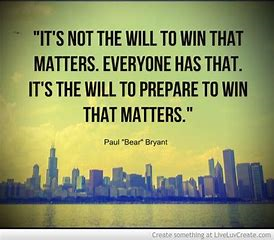 "IT'S NOT THE WILL TO WIN THAT
MATTERS. EVERYONE HAS THAT.
IT'S THE WILL TO PREPARE TO WIN
THAT MATTERS."
Paul "Bear" Bryant
Create something at LiveLuvCreate.com